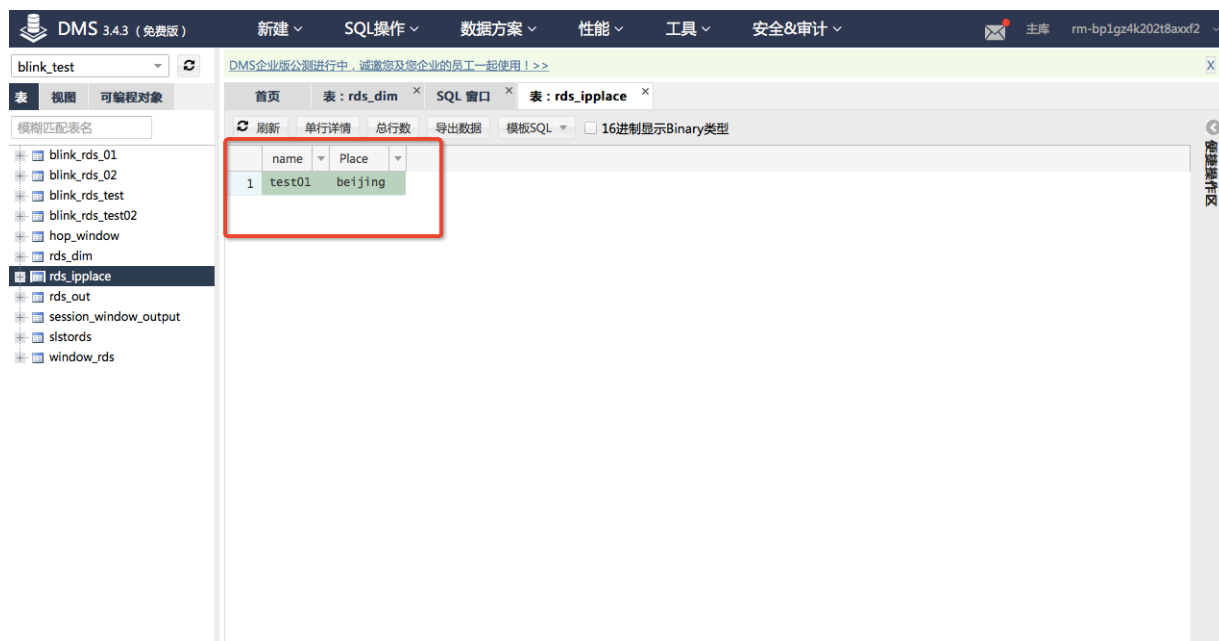 DMS 3.4.3 ( 免费版 ) 新建 SQL操作 数据方案 性能 工具 安全&审计 主库 rm-bp1gz4k202t8axxf2
blink_test
DMS企业版公测进行中，诚邀您及您企业的员工一起使用！>> X
表 视图 可编程对象
首页 表 : rds_dim × SQL 窗口 × 表 : rds_ipplace ×
模糊匹配表名
刷新 单行详情 总行数 导出数据 模板SQL 16进制显示Binary类型
便捷操作区
name Place
1 test01 beijing
blink_rds_01
blink_rds_02
blink_rds_test
blink_rds_test02
hop_window
rds_dim
rds_ipplace
rds_out
session_window_output
slstords
window_rds